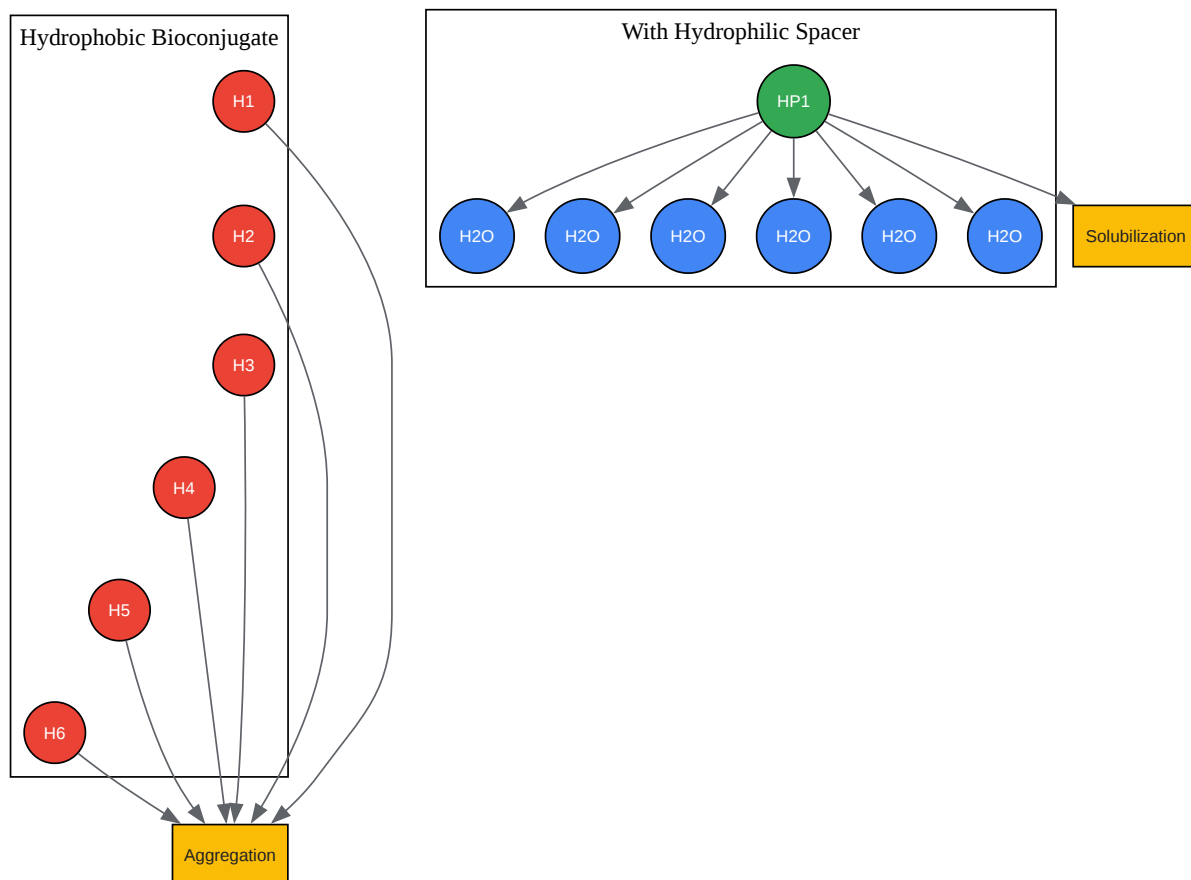 Hydrophobic Bioconjugate
H1
H2
H3
H4
H5
H6
Aggregation
With Hydrophilic Spacer
HP1
H2O H2O H2O H2O H2O H2O
Solubilization